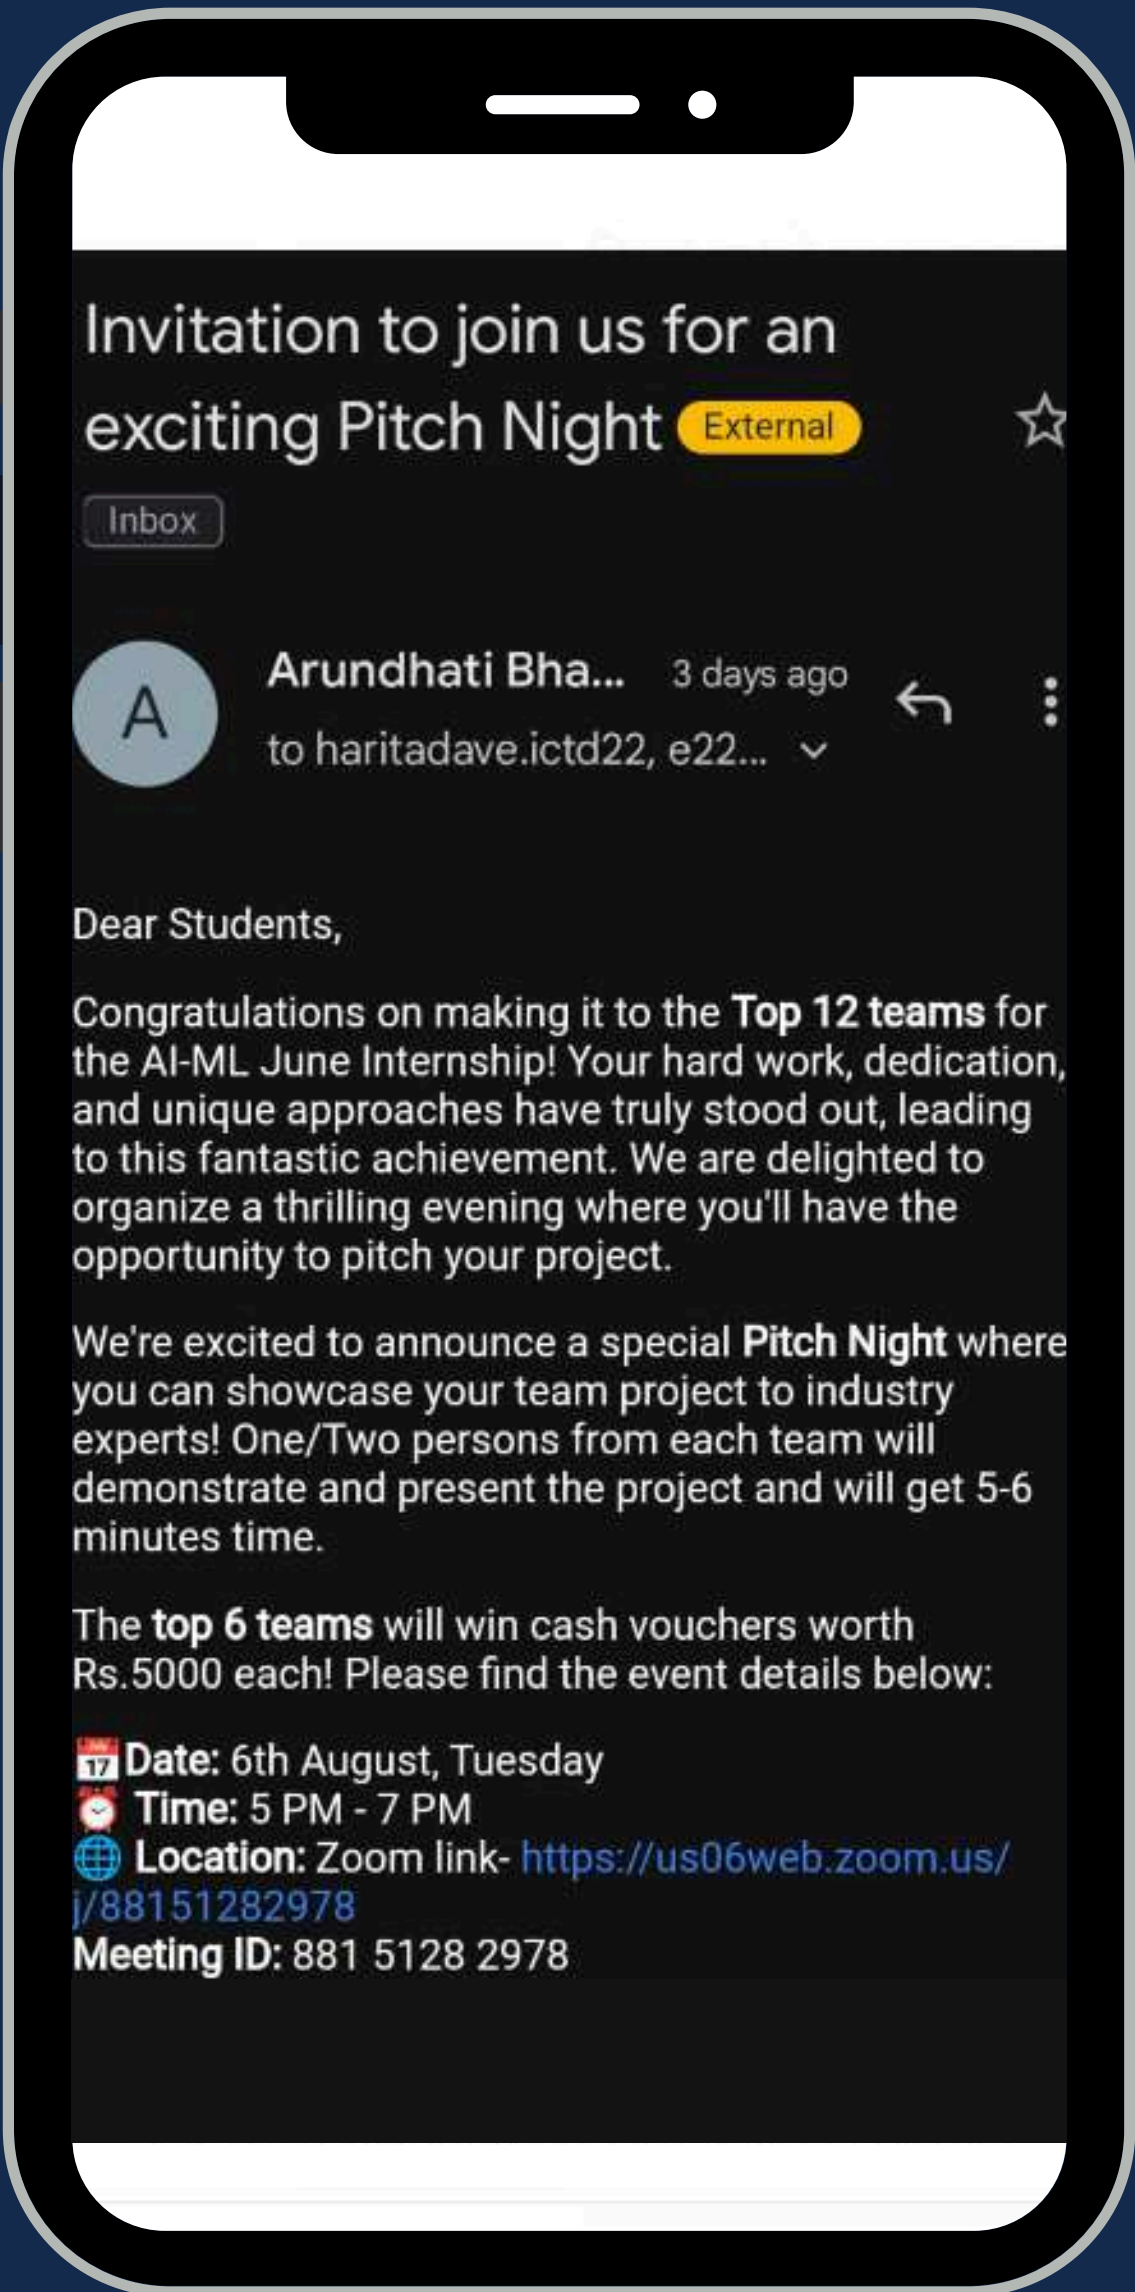 Invitation to join us for an
exciting Pitch Night External
Inbox
A
Arundhati Bha... 3 days ago
to haritadave.ictd22, e22...
Dear Students,
Congratulations on making it to the Top 12 teams for
the AI-ML June Internship! Your hard work, dedication,
and unique approaches have truly stood out, leading
to this fantastic achievement. We are delighted to
organize a thrilling evening where you'll have the
opportunity to pitch your project.
We're excited to announce a special Pitch Night where
you can showcase your team project to industry
experts! One/Two persons from each team will
demonstrate and present the project and will get 5-6
minutes time.
The top 6 teams will win cash vouchers worth
Rs.5000 each! Please find the event details below:
📅Date: 6th August, Tuesday
⏰ Time: 5 PM - 7 PM
🌐 Location: Zoom link- https://us06web.zoom.us/
j/88151282978
Meeting ID: 881 5128 2978